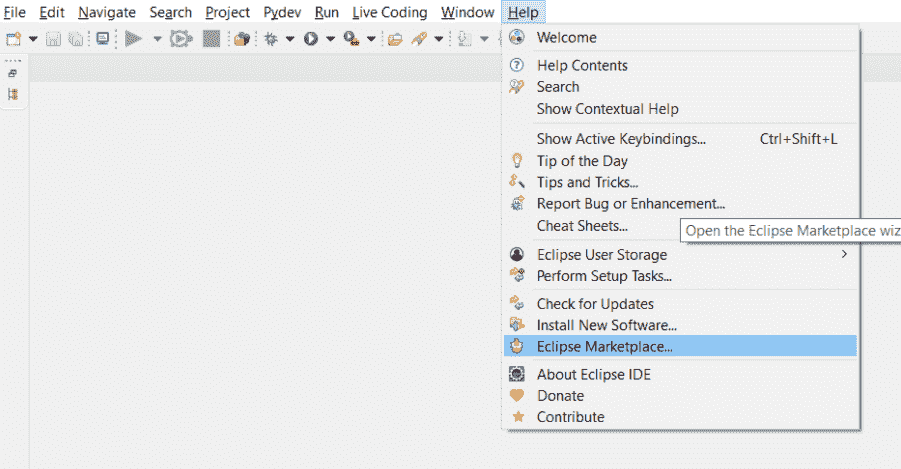 File Edit Navigate Search Project Pydev Run Live Coding Window Help
Welcome
Help Contents
Search
Show Contextual Help
Show Active Keybindings... Ctrl+Shift+L
Tip of the Day
Tips and Tricks...
Report Bug or Enhancement...
Cheat Sheets...
Open the Eclipse Marketplace wiz
Eclipse User Storage
Perform Setup Tasks...
Check for Updates
Install New Software...
Eclipse Marketplace...
About Eclipse IDE
Donate
Contribute